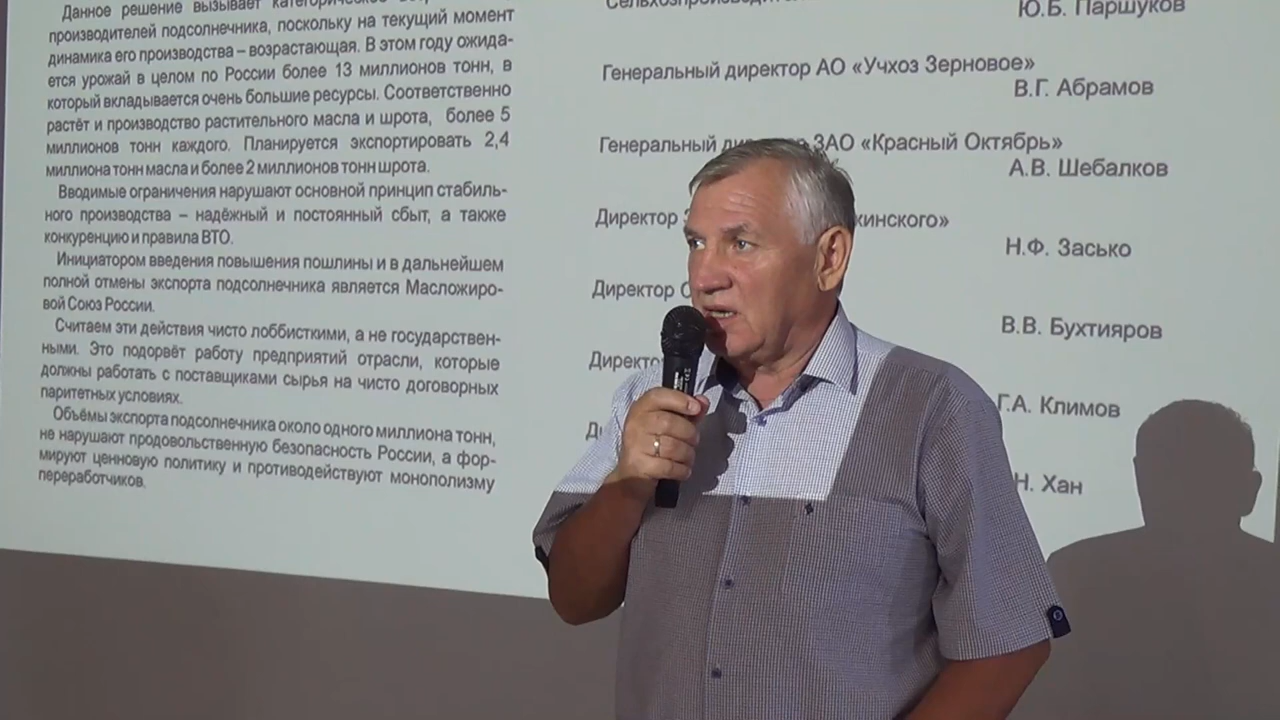 Данное решение вызывает категорическое
производителей подсолнечника, поскольку на текущий момент
динамика его производства – возрастающая. В этом году ожида-
ется урожай в целом по России более 13 миллионов тонн, в
который вкладывается очень большие ресурсы. Соответственно
растёт и производство растительного масла и шрота, более 5
миллионов тонн каждого. Планируется экспортировать 2,4
миллиона тонн масла и более 2 миллионов тонн шрота.
Вводимые ограничения нарушают основной принцип стабиль-
ного производства – надёжный и постоянный сбыт, а также
конкуренцию и правила ВТО.
Инициатором введения повышения пошлины и в дальнейшем
полной отмены экспорта подсолнечника является Масложиро-
вой Союз России.
Считаем эти действия чисто лоббисткими, а не государствен-
ными. Это подорвёт работу предприятий отрасли, которые
должны работать с поставщиками сырья на чисто договорных
паритетных условиях.
Объёмы экспорта подсолнечника около одного миллиона тонн,
не нарушают продовольственную безопасность России, а фор-
мируют ценновую политику и противодействуют монополизму
переработчиков.
Ю.Б. Паршуков
Генеральный директор АО «Учхоз Зерновое»
В.Г. Абрамов
Генеральный ЗАО «Красный Октябрь»
А.В. Шебалков
Директор кинского»
Н.Ф. Засько
Директор
В.В. Бухтияров
Директор
Г.А. Климов
Н. Хан